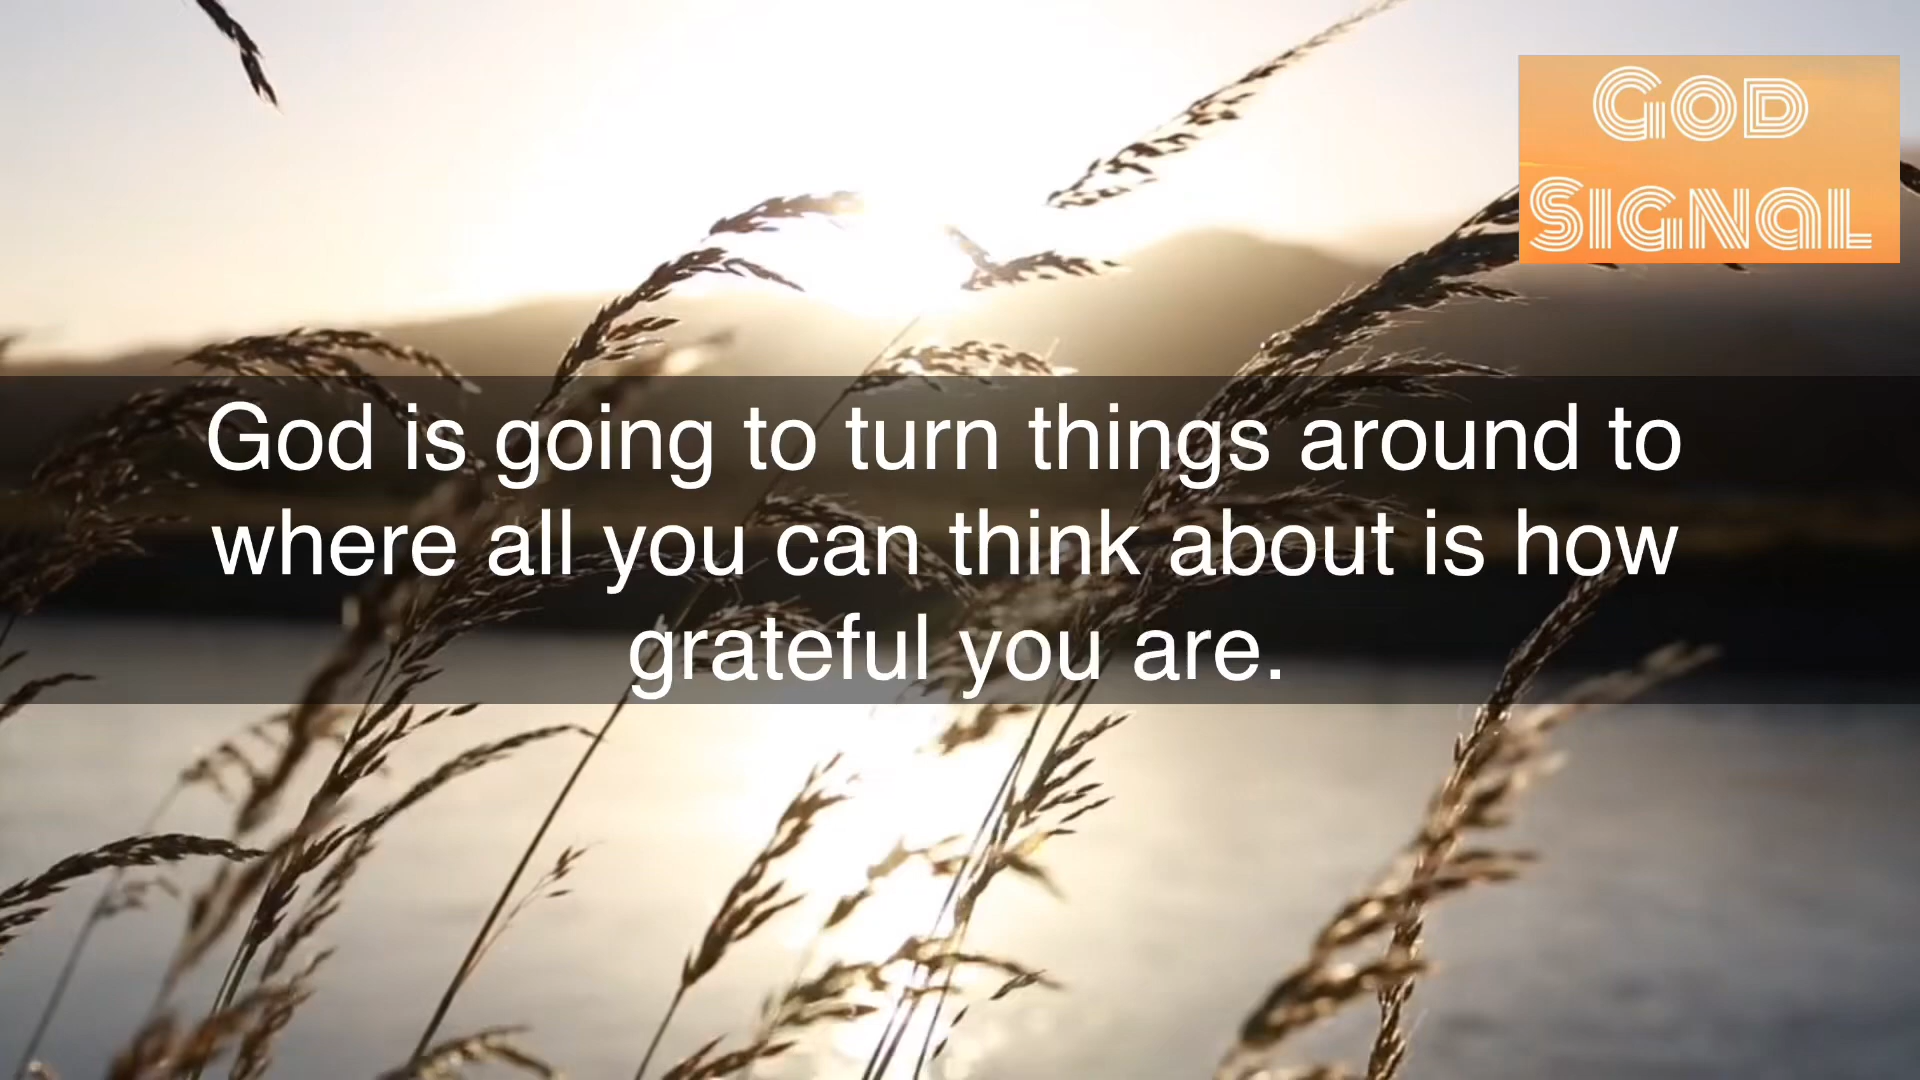 God
Signal
God is going to turn things around to
where all you can think about is how
grateful you are.